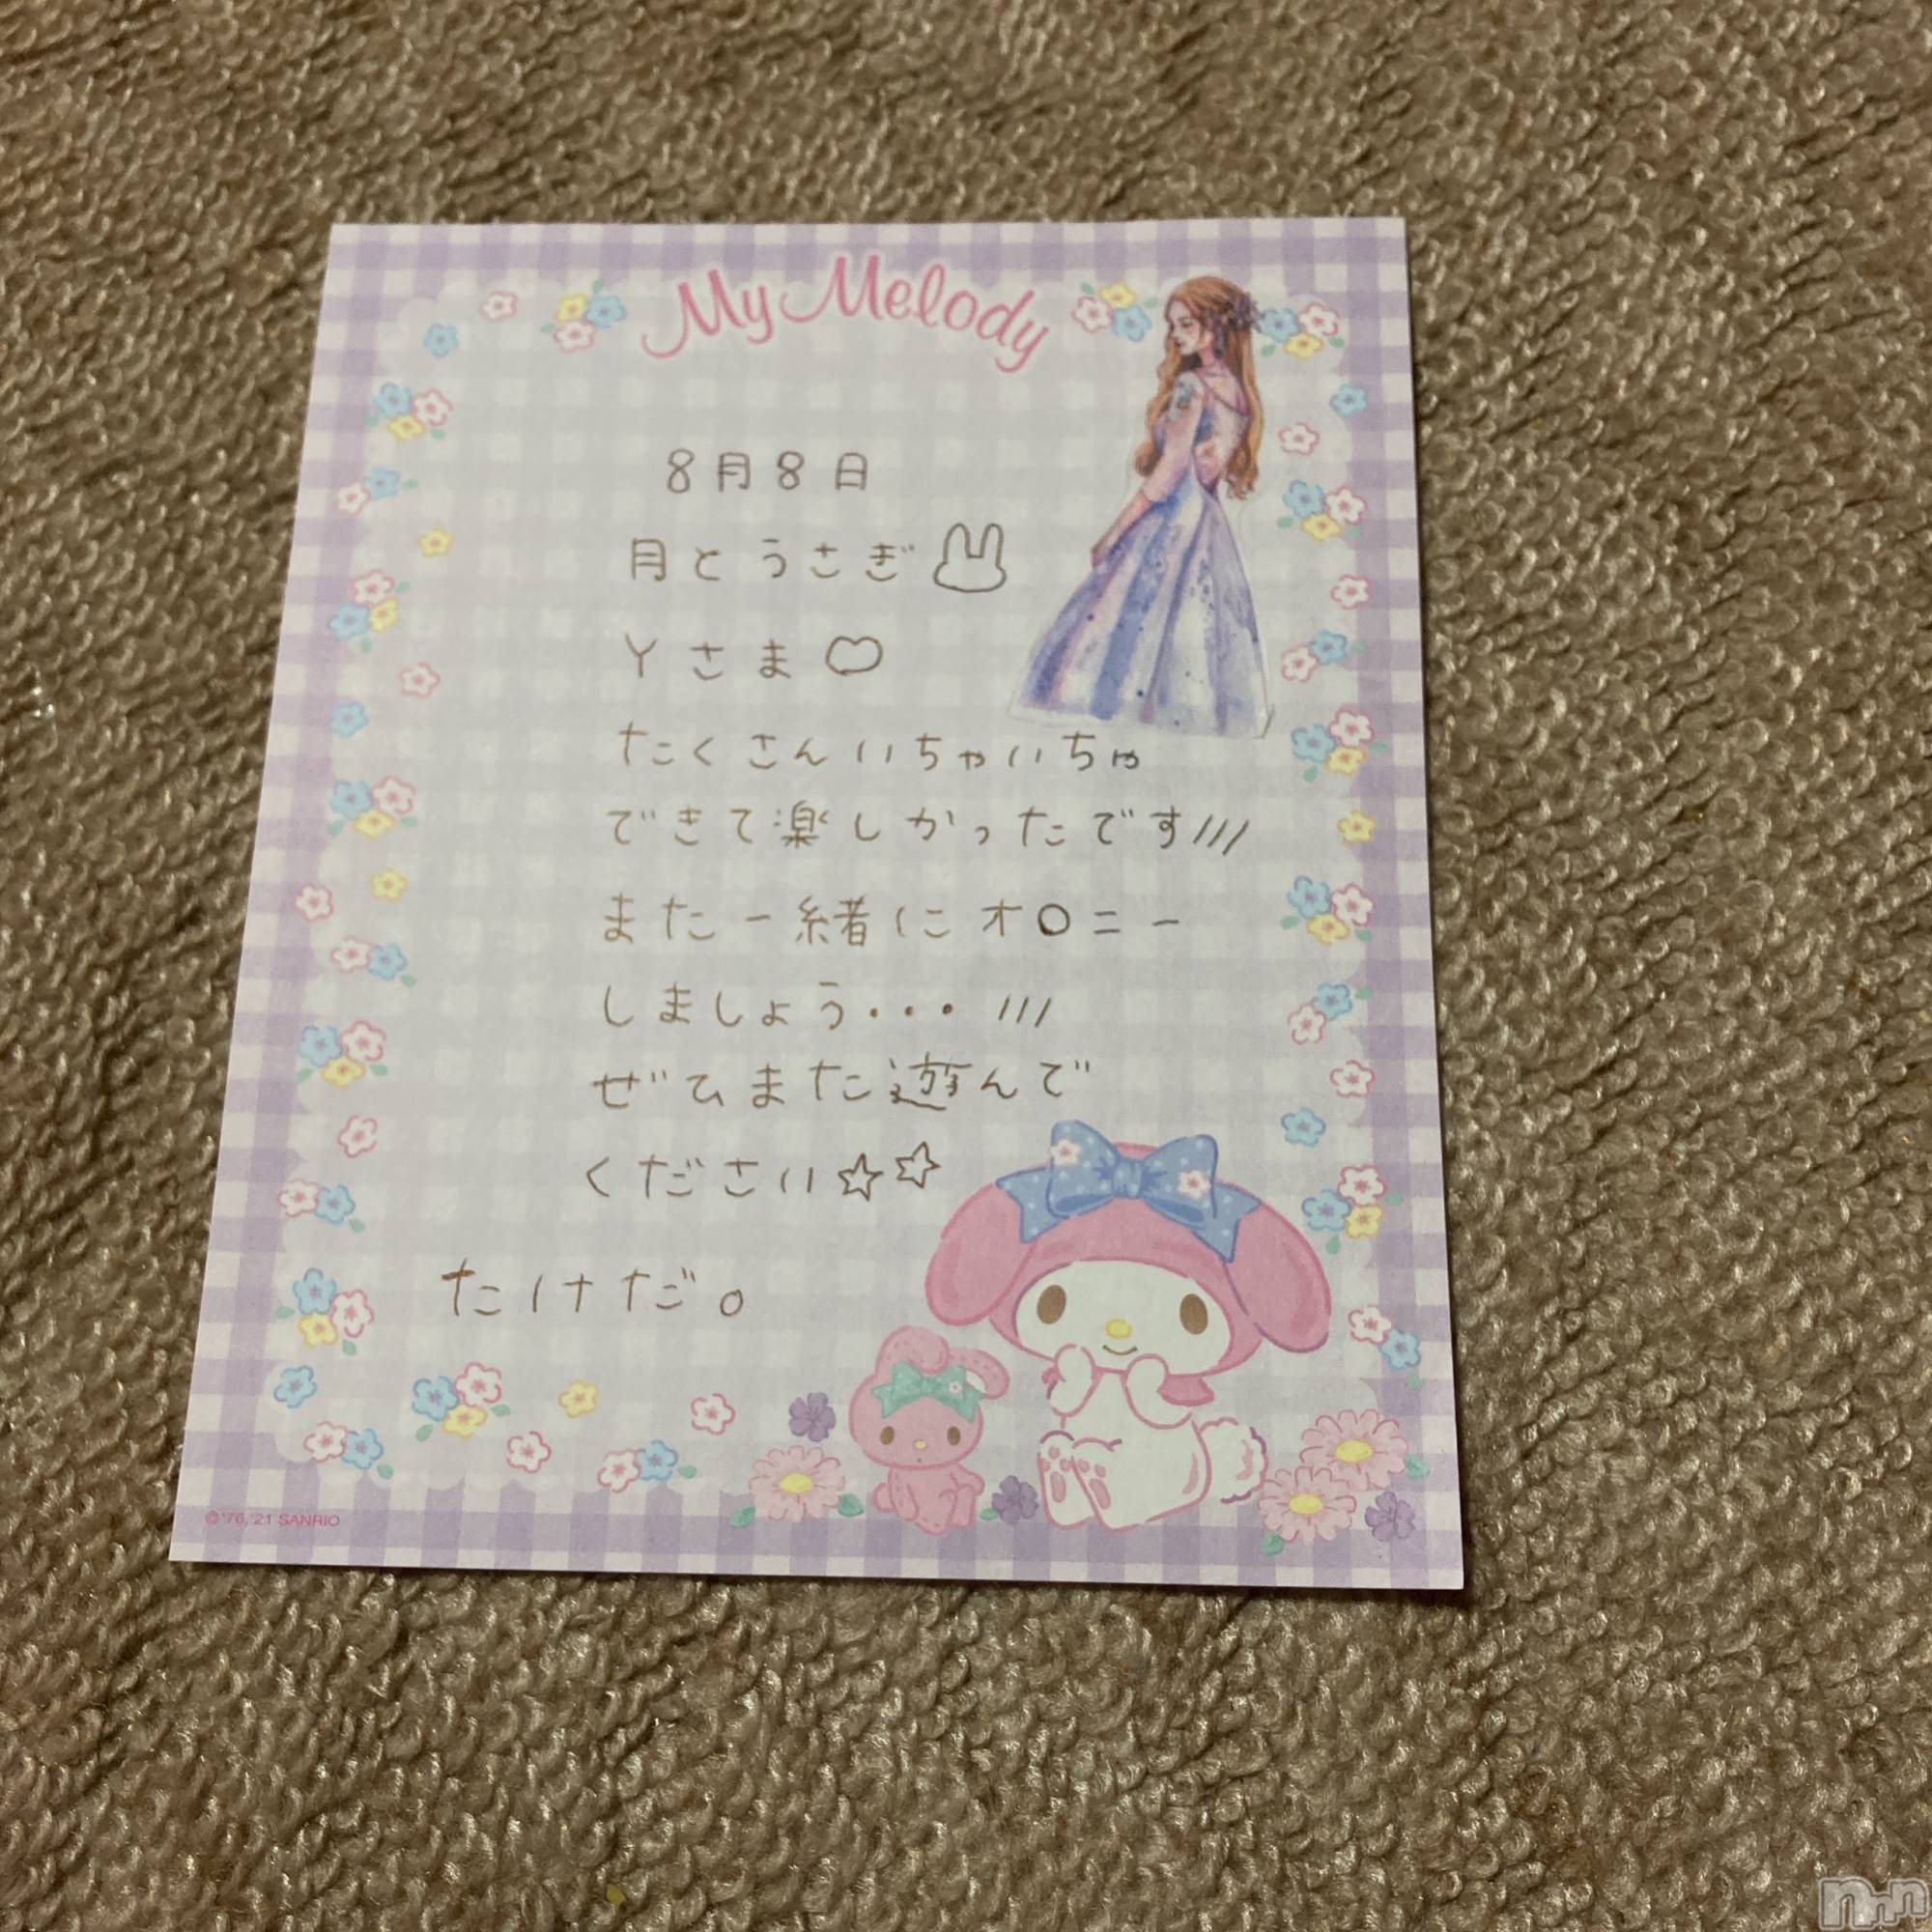 My Melody
8月8日
月とうさぎ
Yさま♡
たくさんいちゃいちゃ
できて楽しかったです///
また一緒にオ〇ニー
しましょう・・・///
ぜひまた遊んで
ください☆☆
たけだ。
©'76,'21 SANRIO